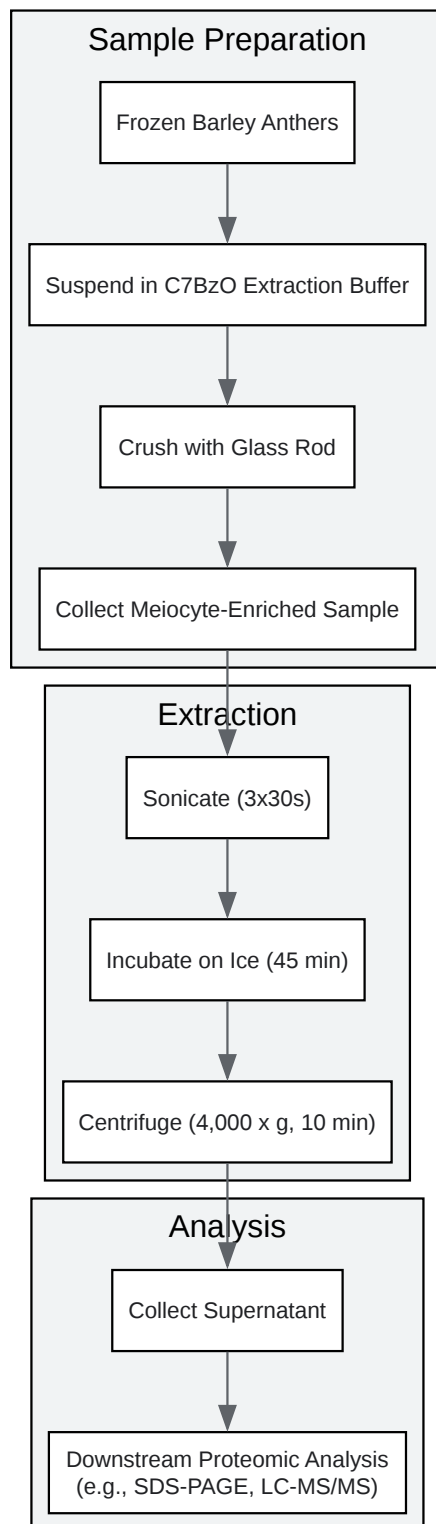 Sample Preparation
Frozen Barley Anthers
Suspend in C7BzO Extraction Buffer
Crush with Glass Rod
Collect Meiocyte-Enriched Sample
Extraction
Sonicate (3x30s)
Incubate on Ice (45 min)
Centrifuge (4,000 x g, 10 min)
Analysis
Collect Supernatant
Downstream Proteomic Analysis
(e.g., SDS-PAGE, LC-MS/MS)